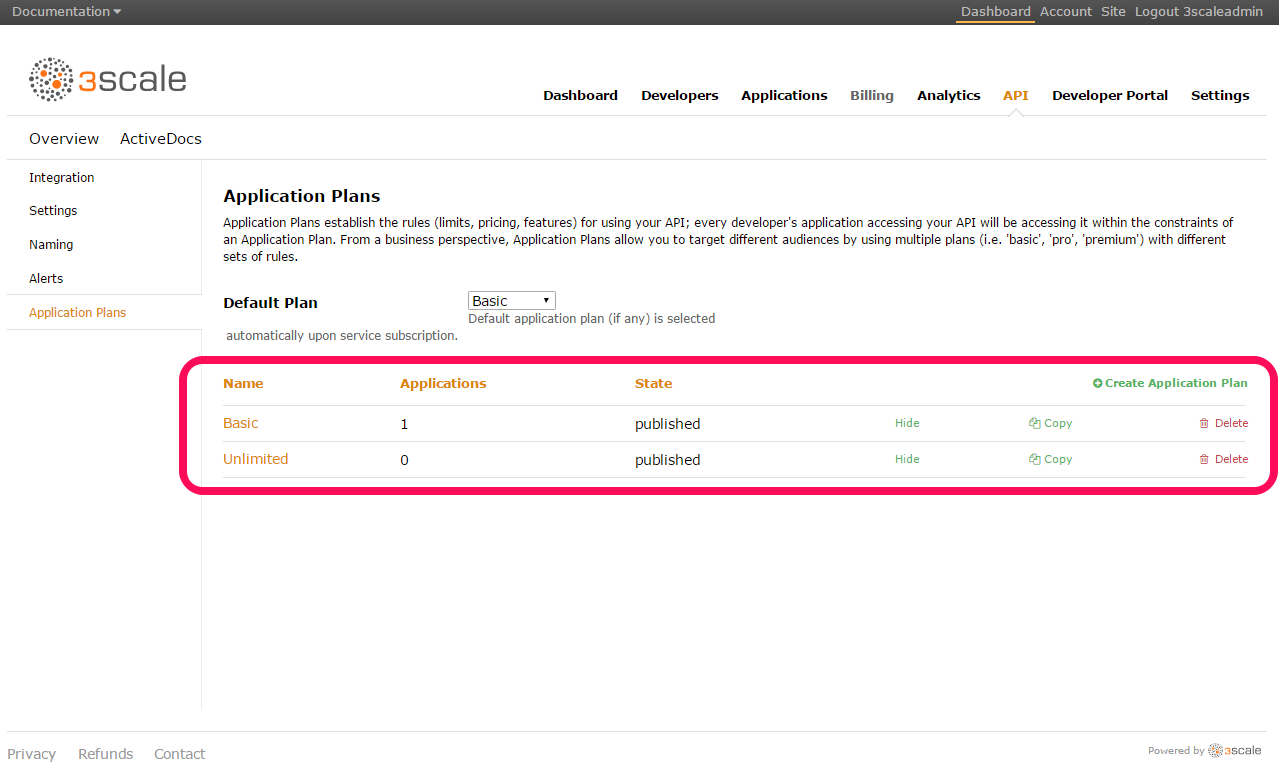 Documentation
Dashboard Account Site Logout 3scaleadmin
3scale
Dashboard Developers Applications Billing Analytics API Developer Portal Settings
Overview ActiveDocs
Integration
Settings
Naming
Alerts
Application Plans
Application Plans
Application Plans establish the rules (limits, pricing, features) for using your API; every developer's application accessing your API will be accessing it within the constraints of
an Application Plan. From a business perspective, Application Plans allow you to target different audiences by using multiple plans (i.e. 'basic', 'pro', 'premium') with different
sets of rules.
Default Plan Basic
Default application plan (if any) is selected
automatically upon service subscription.
Name Applications State Create Application Plan
Basic 1 published Hide Copy Delete
Unlimited 0 published Hide Copy Delete
Privacy Refunds Contact
Powered by 3scale